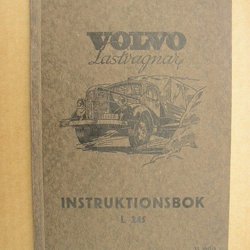 VOLVO
Lastvagnar
INSTRUKTIONSBOK
L. 245